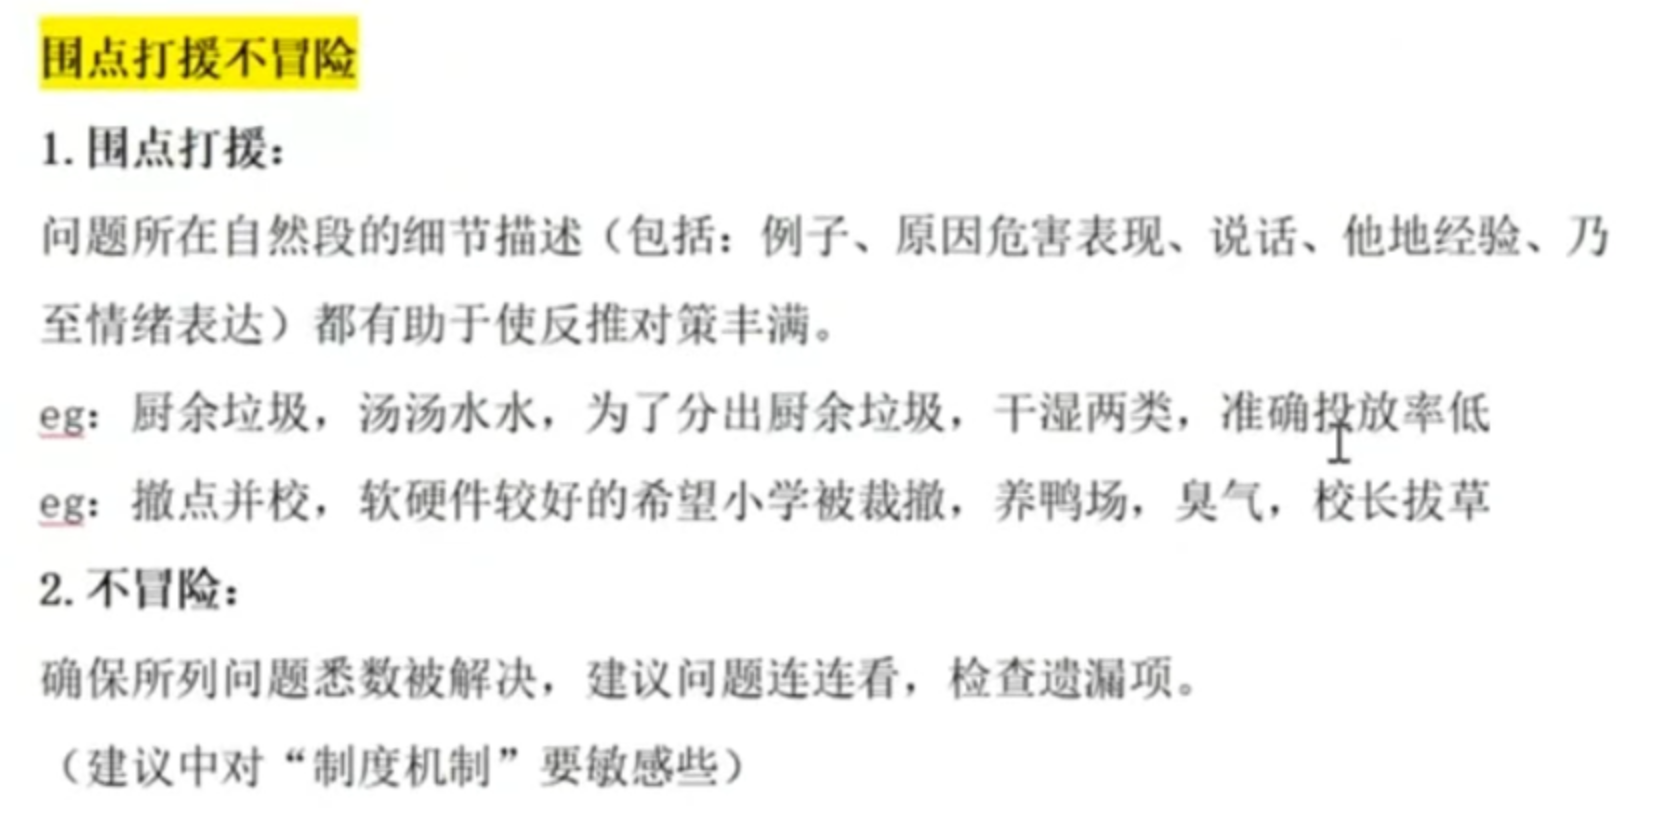 围点打援不冒险
1.围点打援：
问题所在自然段的细节描述（包括：例子、原因危害表现、说话、他地经验、乃
至情绪表达）都有助于使反推对策丰满。
eg：厨余垃圾，汤汤水水，为了分出厨余垃圾，干湿两类，准确投放率低
eg：撤点并校，软硬件较好的希望小学被裁撤，养鸭场，臭气，校长拔草
2.不冒险：
确保所列问题悉数被解决，建议问题连连看，检查遗漏项。
（建议中对“制度机制”要敏感些）